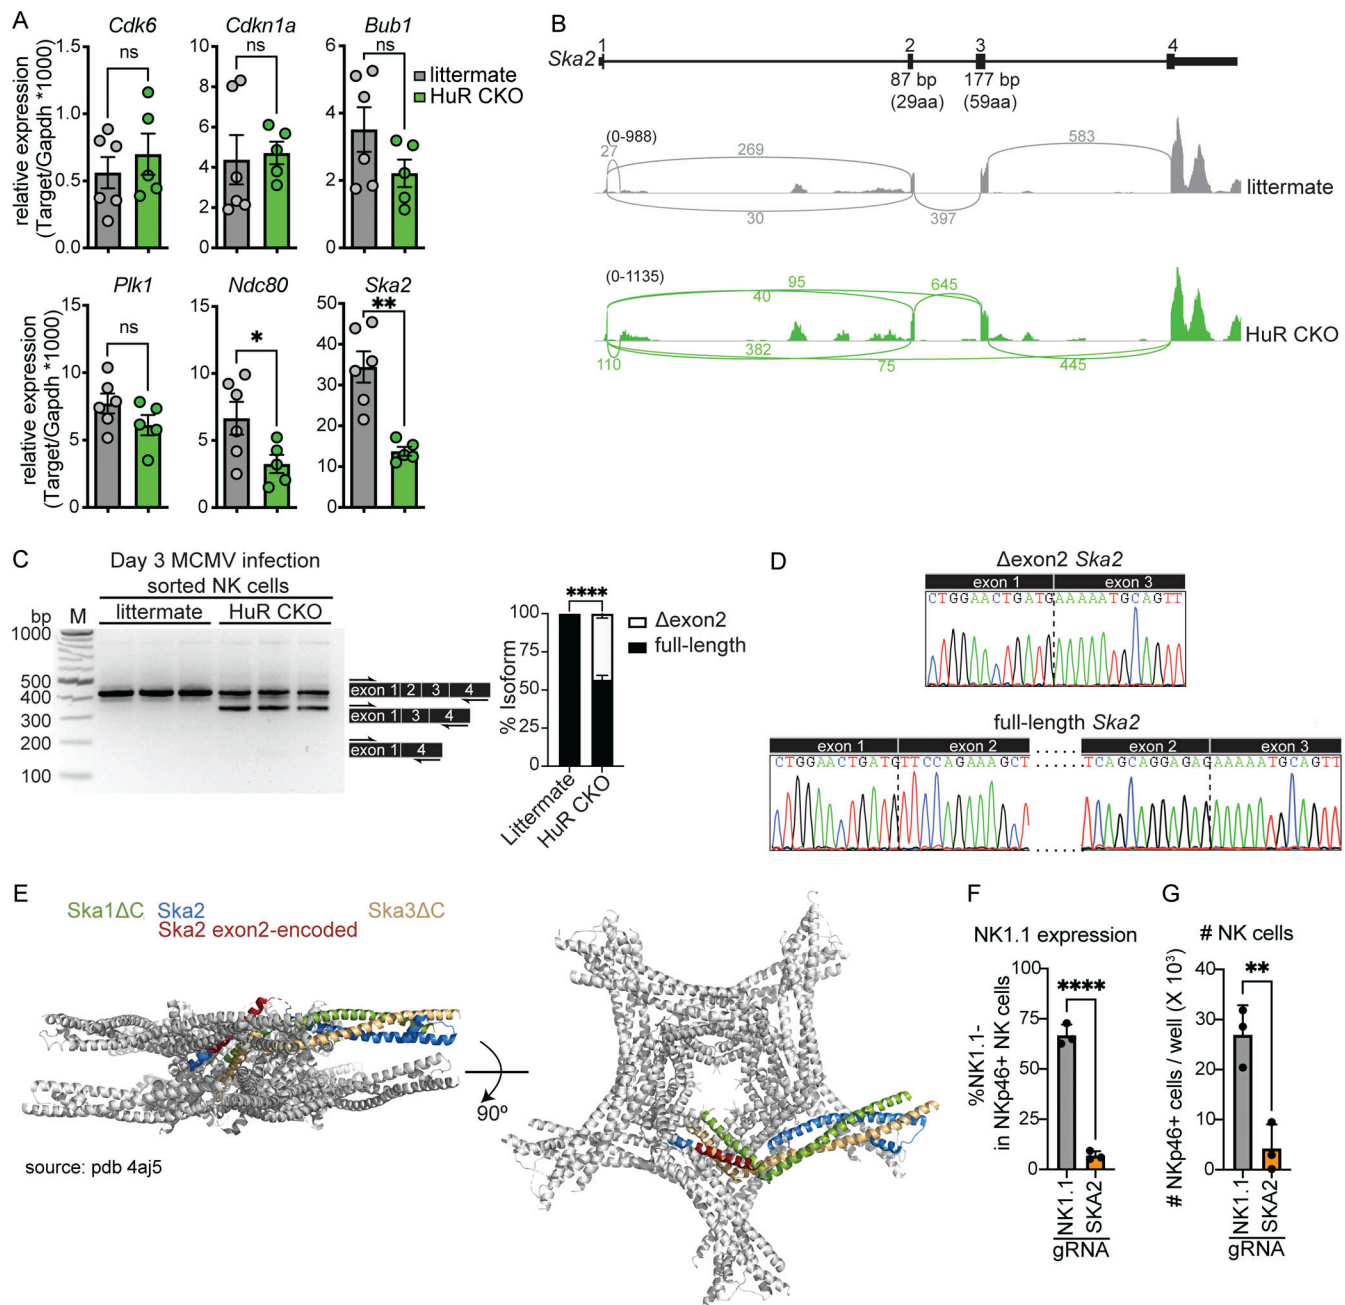 A
Cdk6
Cdkn1a
Bub1
relative expression
(Target/Gapdh *1000)
1.5
1.0
0.5
0.0
ns
10
8
6
4
2
0
ns
6
4
2
0
ns
littermate
HuR CKO
Plk1
Ndc80
Ska2
relative expression
(Target/Gapdh *1000)
15
10
5
0
ns
15
10
5
0
*
50
40
30
20
10
0
**
B
Ska2
1
2
3
4
87 bp
(29aa)
177 bp
(59aa)
(0-988)
27
269
583
30
397
littermate
(0-1135)
95
40
645
382
110
75
445
HuR CKO
C
Day 3 MCMV infection
sorted NK cells
bp
M
littermate
HuR CKO
1000
500
400
300
200
100
exon 1 2 3 4
exon 1 3 4
exon 1 4
% Isoform
100
75
50
25
0
****
Δexon2
full-length
Littermate
HuR CKO
D
Δexon2 Ska2
exon 1
exon 3
CTGGAACTGATGAAAAATGCAGTT
full-length Ska2
exon 1
exon 2
exon 2
exon 3
CTGGAACTGATGTTCCAGAAAGCT......TCAGCAGGAGAGAAAAATGCAGTT
......
E
Ska1ΔC
Ska2
Ska3ΔC
Ska2 exon2-encoded
90º
source: pdb 4aj5
F
NK1.1 expression
%NK1.1-
in NKp46+ NK cells
100
75
50
25
0
****
NK1.1
SKA2
gRNA
G
# NK cells
# NKp46+ cells / well (X 10³)
40
30
20
10
0
**
NK1.1
SKA2
gRNA